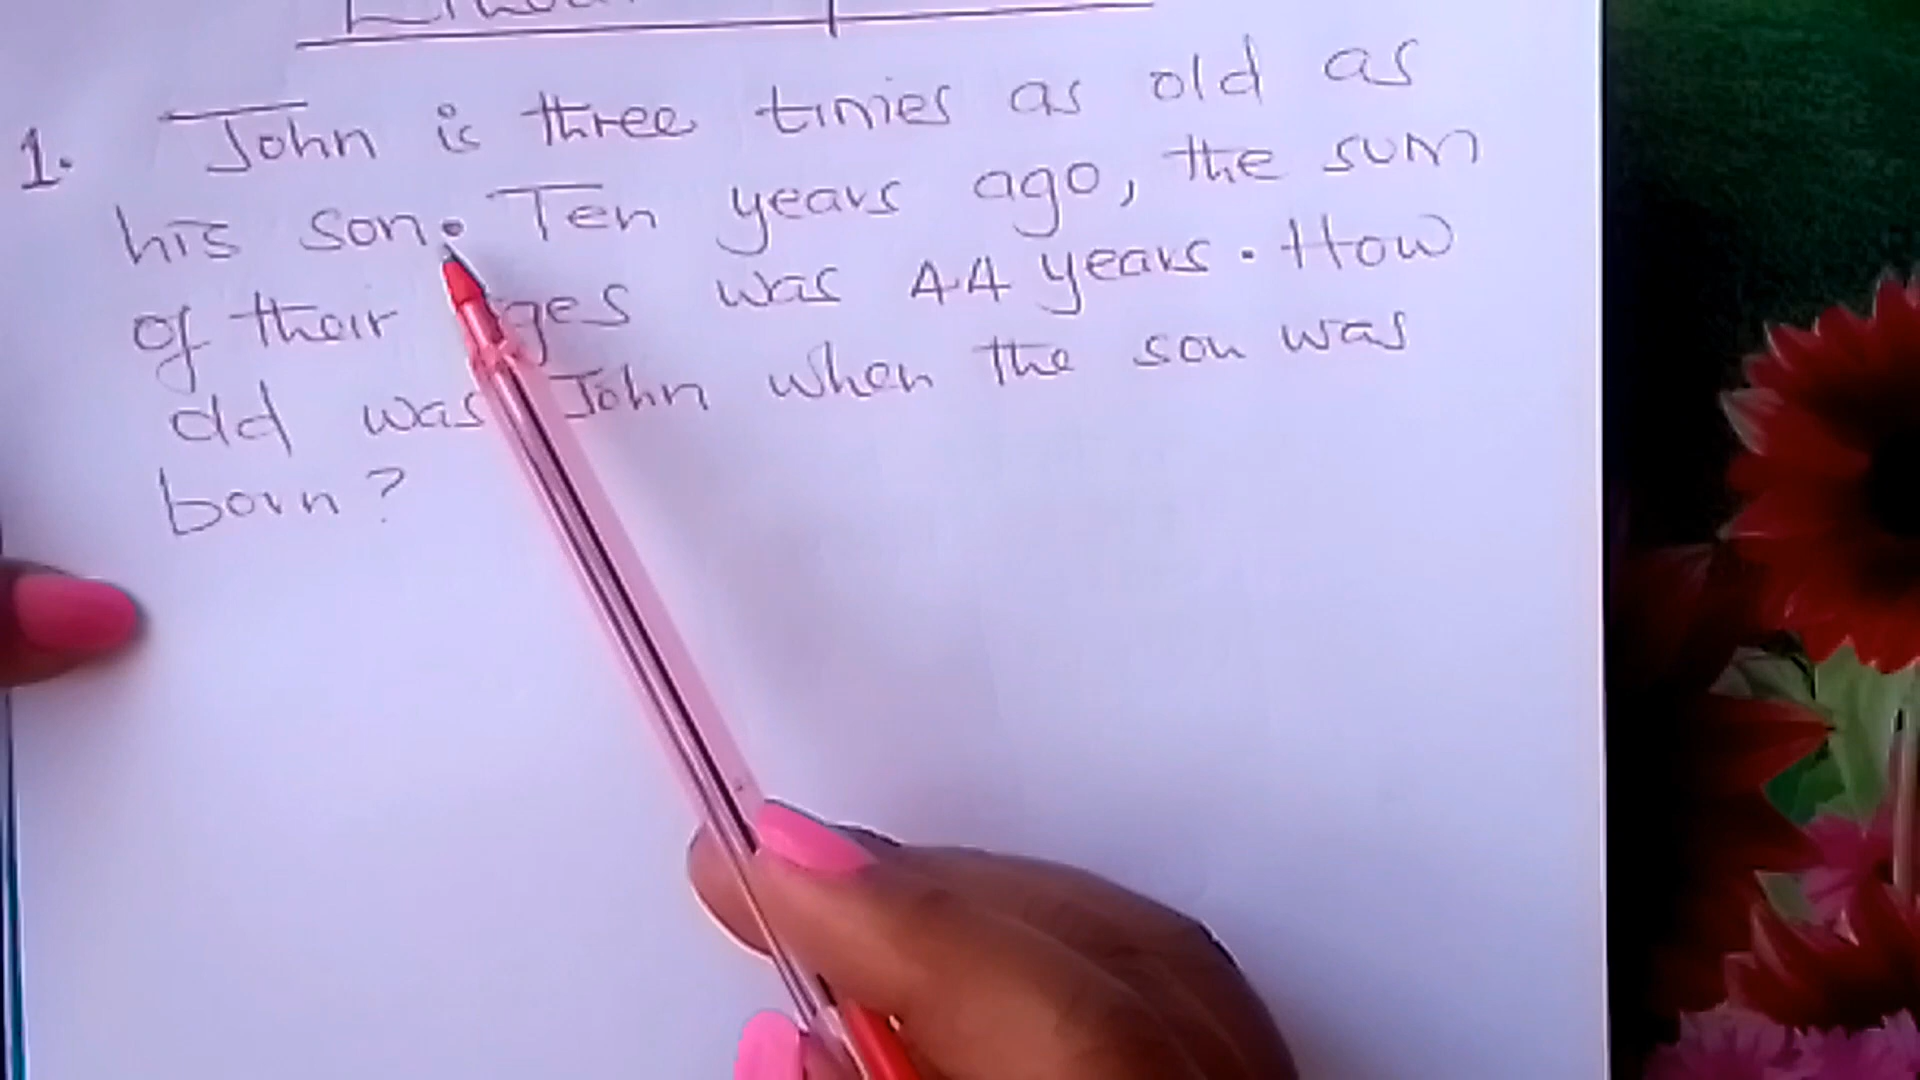 1. John is three times as old as
his son. Ten years ago, the sum
of their ages was 44 years. How
old was John when the son was
born?